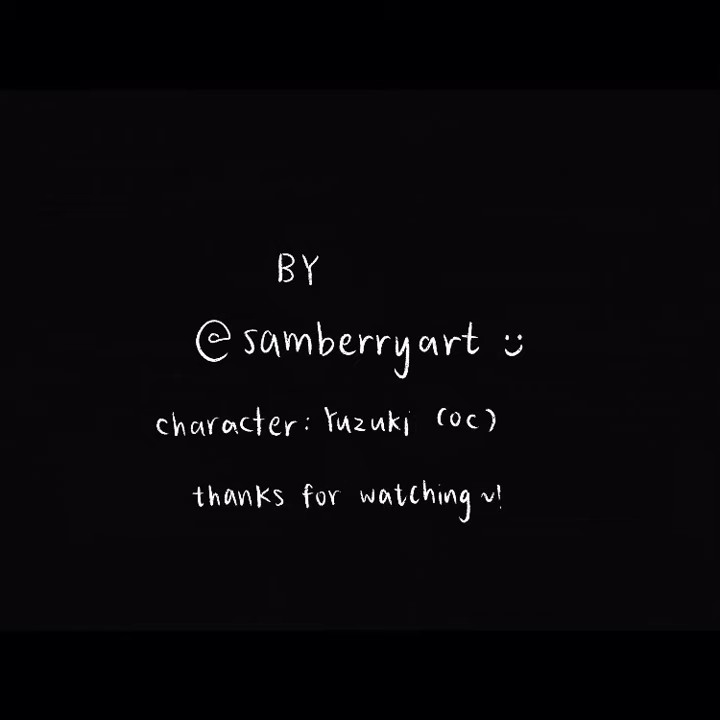 BY
@samberryart :)
character: Yuzuki (oc)
thanks for watching ~!